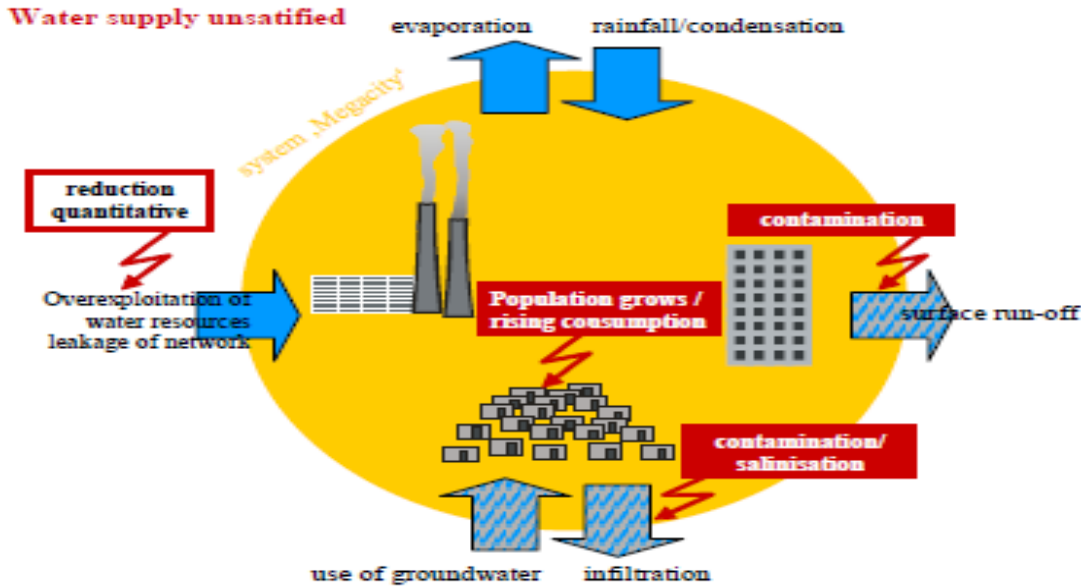 Water supply unsatified
evaporation
rainfall/condensation
system ‚Megacity‘
reduction
quantitative
contamination
Overexploitation of
water resources
leakage of network
Population grows /
rising consumption
surface run-off
contamination/
salinisation
use of groundwater
infiltration